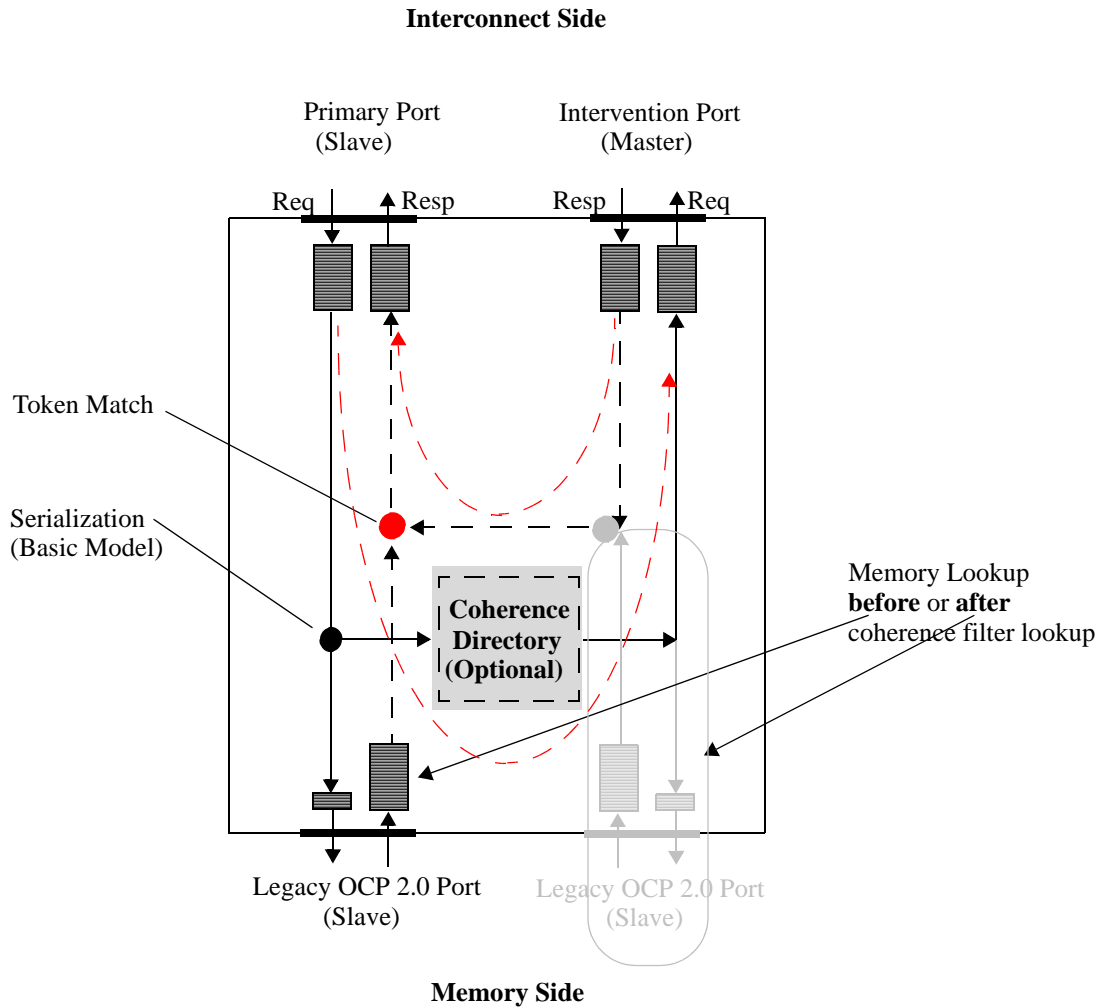 Interconnect Side
Primary Port
(Slave)
Intervention Port
(Master)
Req
Resp
Resp
Req
Token Match
Serialization
(Basic Model)
Coherence
Directory
(Optional)
Memory Lookup
before or after
coherence filter lookup
Legacy OCP 2.0 Port
(Slave)
Legacy OCP 2.0 Port
(Slave)
Memory Side